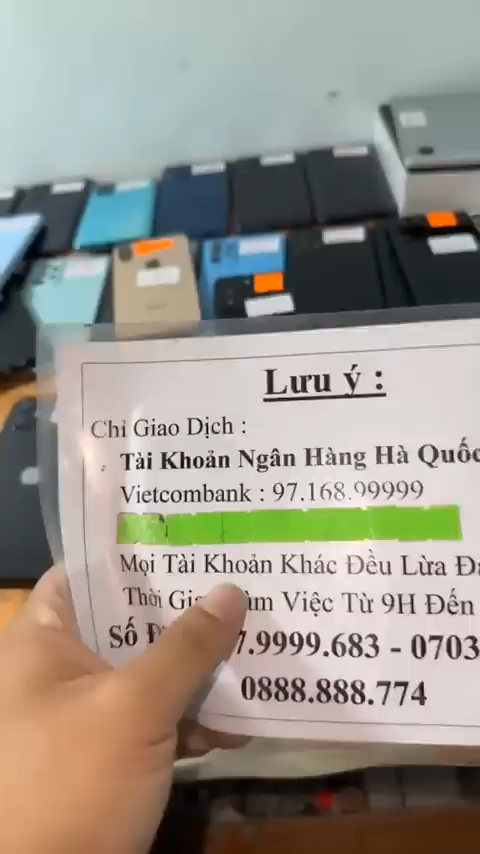 Lưu ý :
Chỉ Giao Dịch :
Tài Khoản Ngân Hàng Hà Quốc
Vietcombank : 97.168.99999
Mọi Tài Khoản Khác Đều Lừa
Thời Làm Việc Từ 9H Đến
Số 7.9999.683 - 0703
0888.888.774